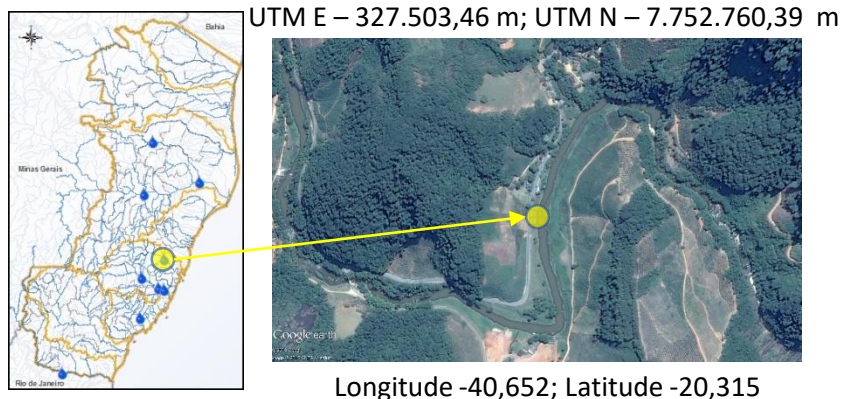 UTM E – 327.503,46 m; UTM N – 7.752.760,39 m
Bahia
Minas Gerais
Rio de Janeiro
Google earth
Longitude -40,652; Latitude -20,315